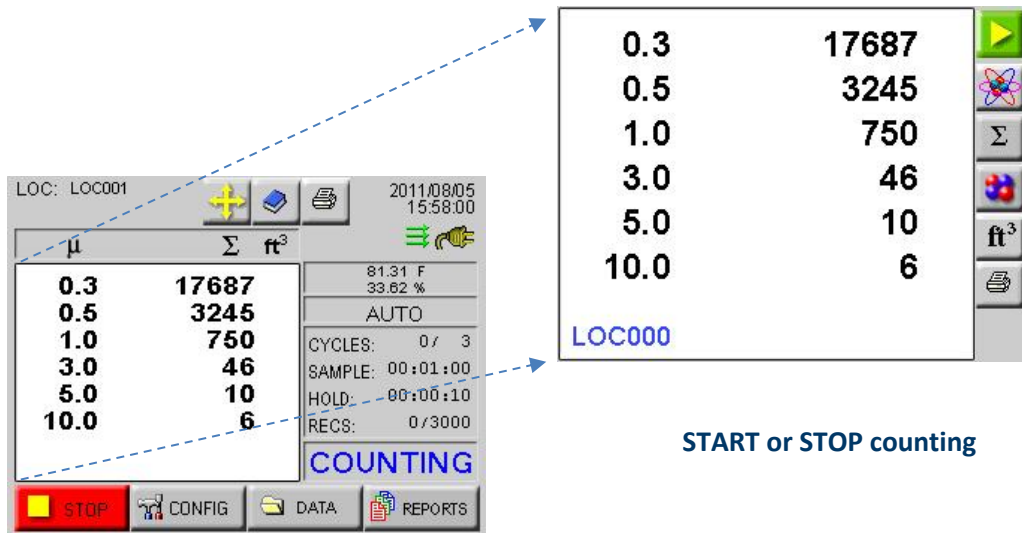 LOC: LOC001
2011/08/05
15:58:00
μ Σ ft³
0.3 17687
0.5 3245
1.0 750
3.0 46
5.0 10
10.0 6
81.31 F
33.62 %
AUTO
CYCLES: 0/ 3
SAMPLE: 00:01:00
HOLD: 00:00:10
RECS: 0/3000
COUNTING
STOP CONFIG DATA REPORTS
0.3 17687
0.5 3245
1.0 750
3.0 46
5.0 10
10.0 6
LOC000
Σ
ft³
START or STOP counting